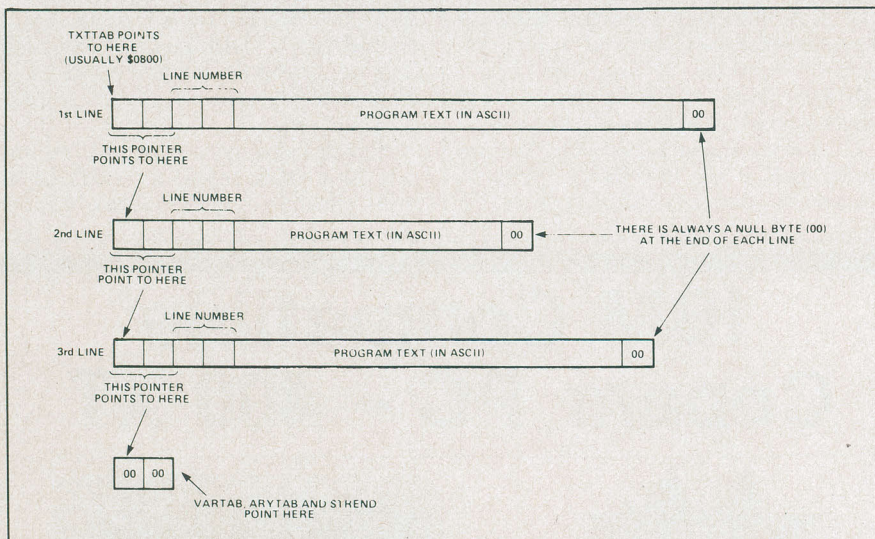 TXTTAB POINTS
TO HERE
(USUALLY $0800)
LINE NUMBER
1st LINE
PROGRAM TEXT (IN ASCII)
00
THIS POINTER
POINTS TO HERE
LINE NUMBER
2nd LINE
PROGRAM TEXT (IN ASCII)
00
THERE IS ALWAYS A NULL BYTE (00)
AT THE END OF EACH LINE
THIS POINTER
POINT TO HERE
LINE NUMBER
3rd LINE
PROGRAM TEXT (IN ASCII)
00
THIS POINTER
POINTS TO HERE
00 00
VARTAB, ARYTAB AND STREND
POINT HERE